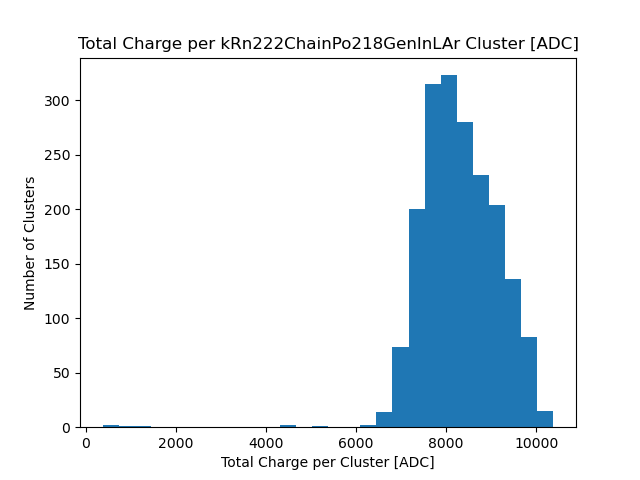 Total Charge per kRn222ChainPo218GenInLAr Cluster [ADC]
300
250
200
150
100
50
0
Number of Clusters
0 2000 4000 6000 8000 10000
Total Charge per Cluster [ADC]